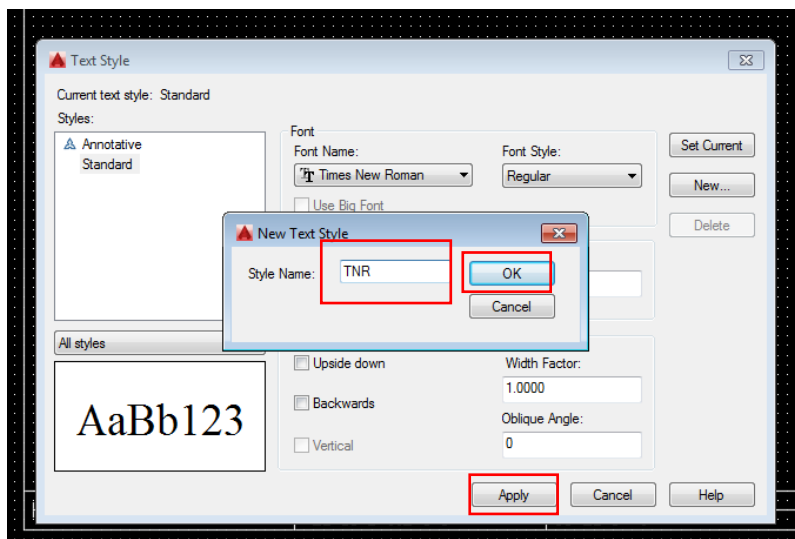 Text Style
Current text style: Standard
Styles:
Annotative
Standard
Font
Font Name:
Times New Roman
Use Big Font
Font Style:
Regular
Set Current
New...
Delete
New Text Style
Style Name:
TNR
OK
Cancel
All styles
AaBb123
Upside down
Backwards
Vertical
Width Factor:
1.0000
Oblique Angle:
0
Apply
Cancel
Help